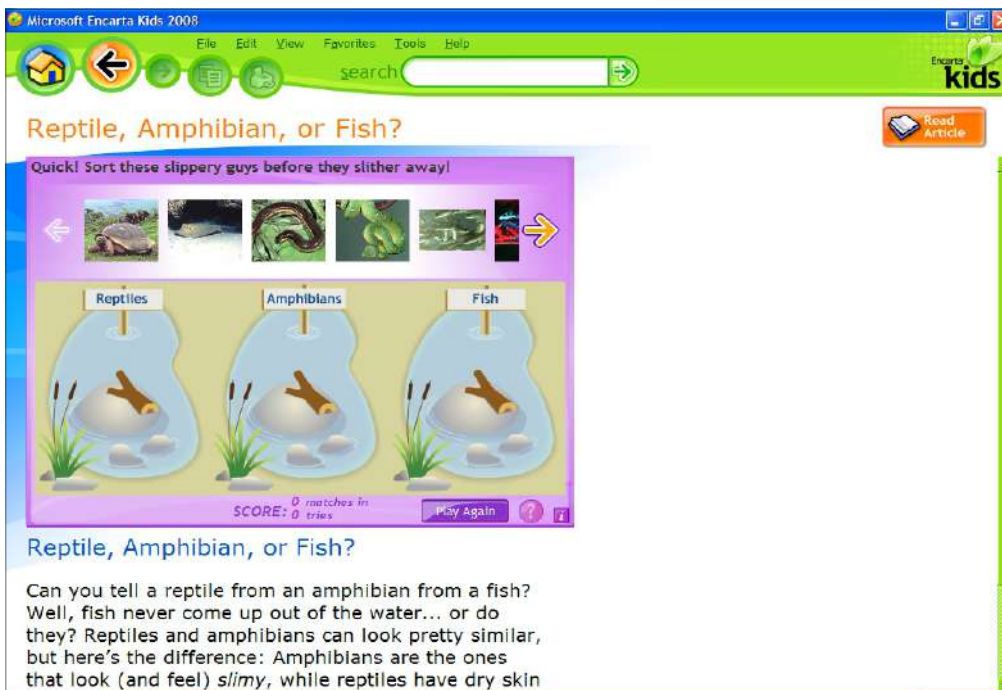 Microsoft Encarta Kids 2008
File Edit View Favorites Tools Help
search
Encarta
kids
Reptile, Amphibian, or Fish?
Read
Article
Quick! Sort these slippery guys before they slither away!
Reptiles Amphibians Fish
SCORE: 0 matches in
0 tries
Play Again ? i
Reptile, Amphibian, or Fish?
Can you tell a reptile from an amphibian from a fish?
Well, fish never come up out of the water... or do
they? Reptiles and amphibians can look pretty similar,
but here's the difference: Amphibians are the ones
that look (and feel) slimy, while reptiles have dry skin